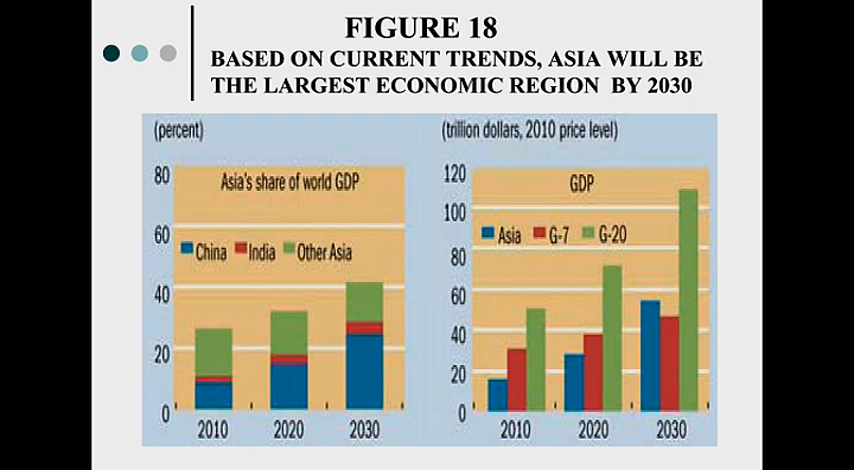 FIGURE 18
BASED ON CURRENT TRENDS, ASIA WILL BE
THE LARGEST ECONOMIC REGION BY 2030
(percent)
80
60
40
20
0
Asia's share of world GDP
China India Other Asia
2010 2020 2030
(trillion dollars, 2010 price level)
120
100
80
60
40
20
0
GDP
Asia G-7 G-20
2010 2020 2030